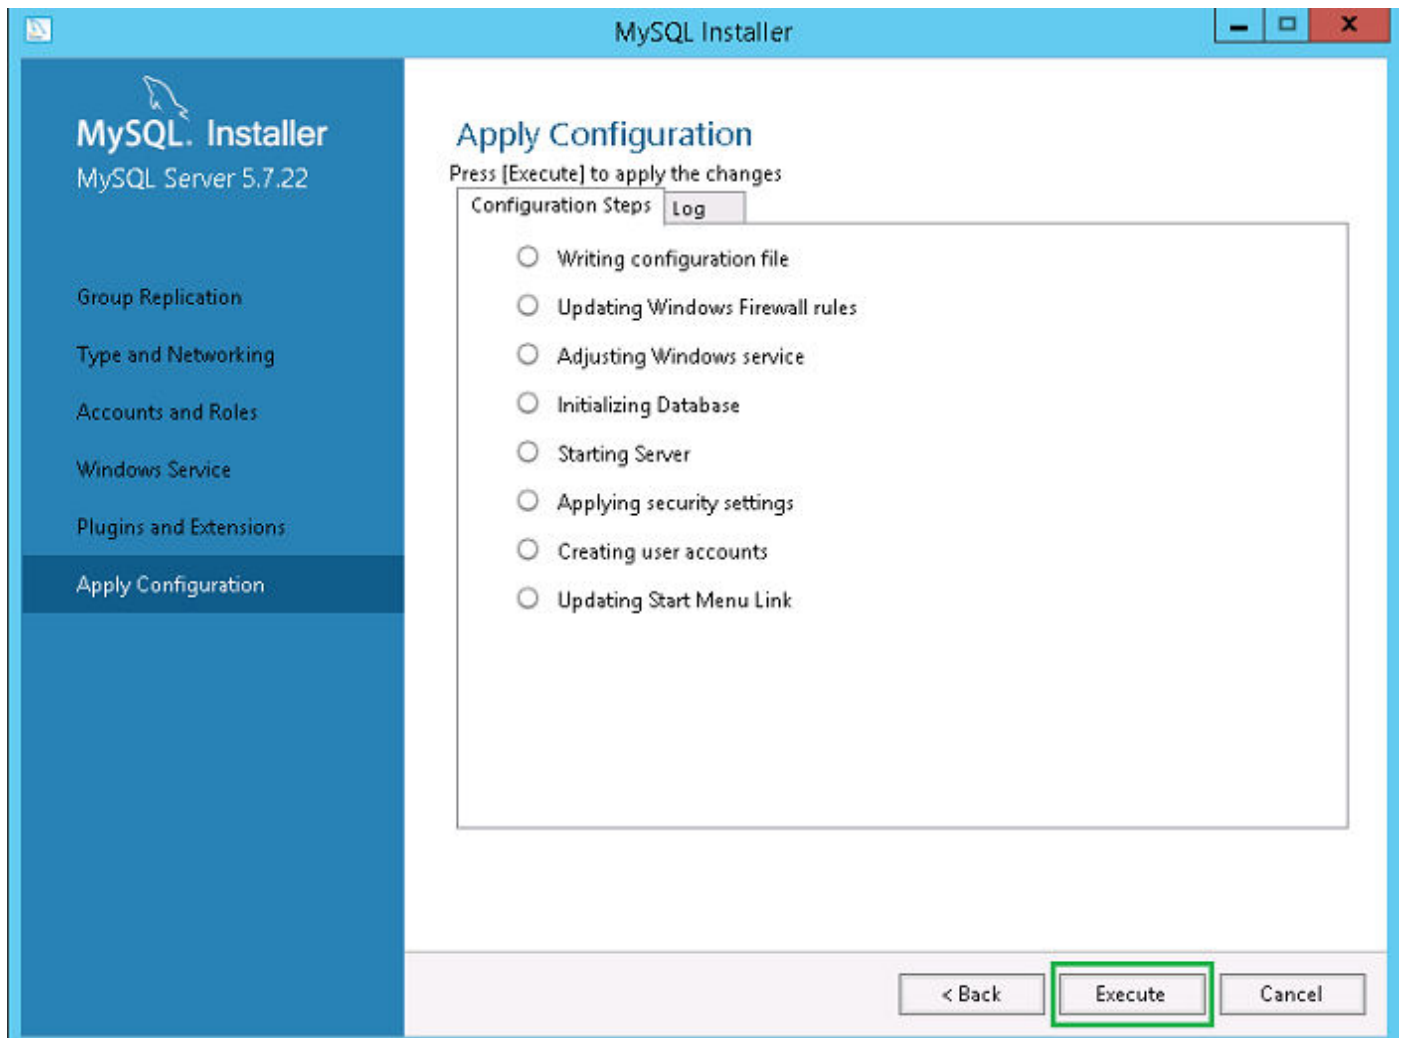 MySQL Installer
MySQL. Installer
MySQL Server 5.7.22
Group Replication
Type and Networking
Accounts and Roles
Windows Service
Plugins and Extensions
Apply Configuration
Apply Configuration
Press [Execute] to apply the changes
Configuration Steps Log
Writing configuration file
Updating Windows Firewall rules
Adjusting Windows service
Initializing Database
Starting Server
Applying security settings
Creating user accounts
Updating Start Menu Link
< Back Execute Cancel